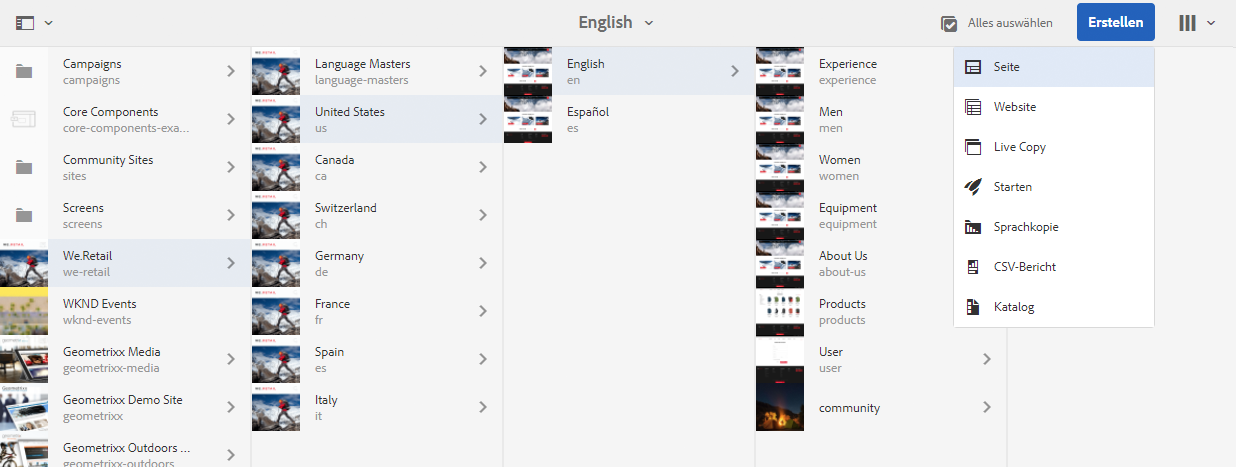 English
Alles auswählen
Erstellen
Campaigns
campaigns
Core Components
core-components-exa...
Community Sites
sites
Screens
screens
We.Retail
we-retail
WKND Events
wknd-events
Geometrixx Media
geometrixx-media
Geometrixx Demo Site
geometrixx
Geometrixx Outdoors ...
geometrixx-outdoors
Language Masters
language-masters
United States
us
Canada
ca
Switzerland
ch
Germany
de
France
fr
Spain
es
Italy
it
English
en
Español
es
Experience
experience
Men
men
Women
women
Equipment
equipment
About Us
about-us
Products
products
User
user
community
Seite
Website
Live Copy
Starten
Sprachkopie
CSV-Bericht
Katalog